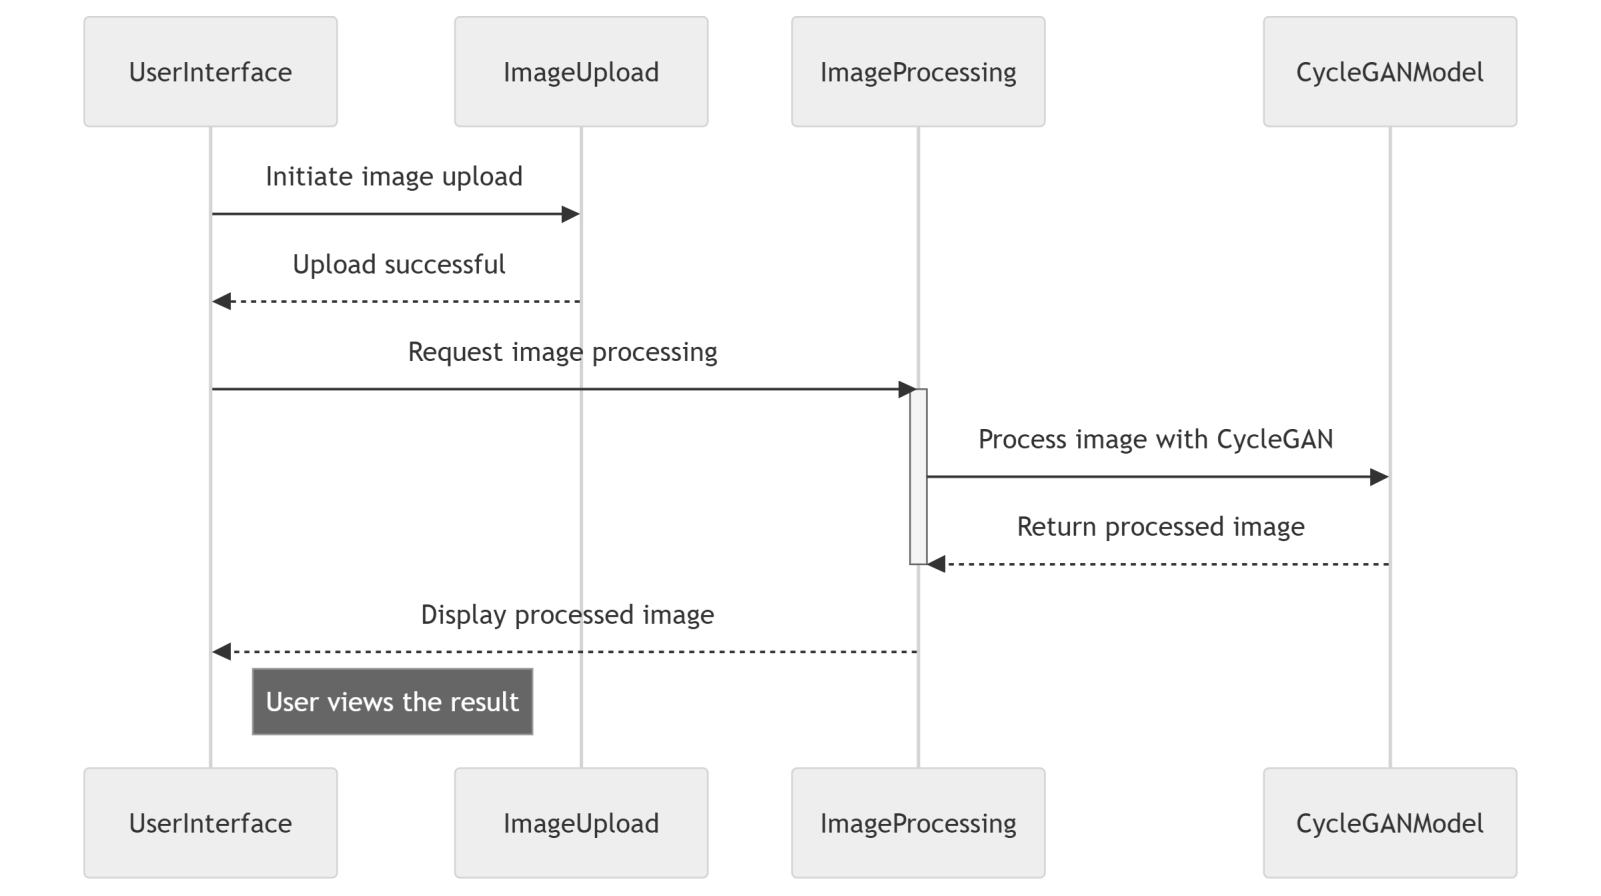 UserInterface
ImageUpload
ImageProcessing
CycleGANModel
Initiate image upload
Upload successful
Request image processing
Process image with CycleGAN
Return processed image
Display processed image
User views the result
UserInterface
ImageUpload
ImageProcessing
CycleGANModel